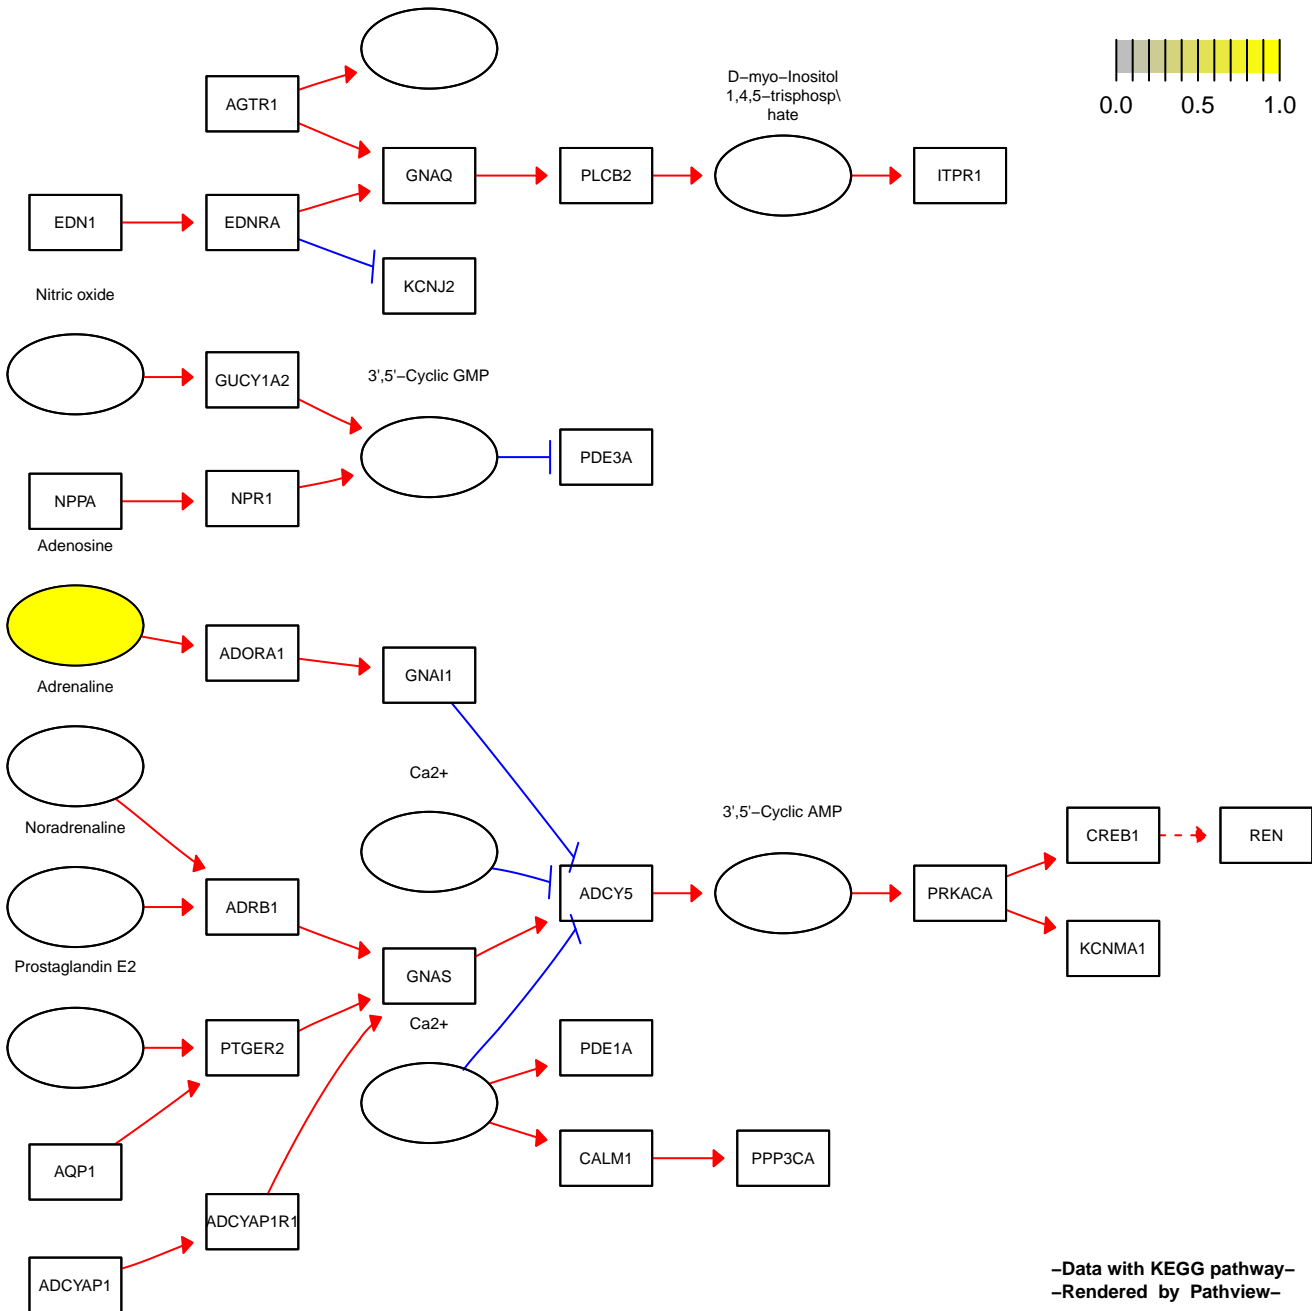 D−myo−Inositol
1,4,5−trisphosp\
hate
0.0 0.5 1.0
AGTR1
GNAQ
PLCB2
ITPR1
EDN1
EDNRA
KCNJ2
Nitric oxide
GUCY1A2
3',5'−Cyclic GMP
PDE3A
NPPA
NPR1
Adenosine
ADORA1
GNAI1
Adrenaline
Ca2+
3',5'−Cyclic AMP
Noradrenaline
CREB1
REN
ADRB1
ADCY5
PRKACA
KCNMA1
Prostaglandin E2
GNAS
Ca2+
PTGER2
PDE1A
AQP1
CALM1
PPP3CA
ADCYAP1R1
ADCYAP1
−Data with KEGG pathway−
−Rendered by Pathview−